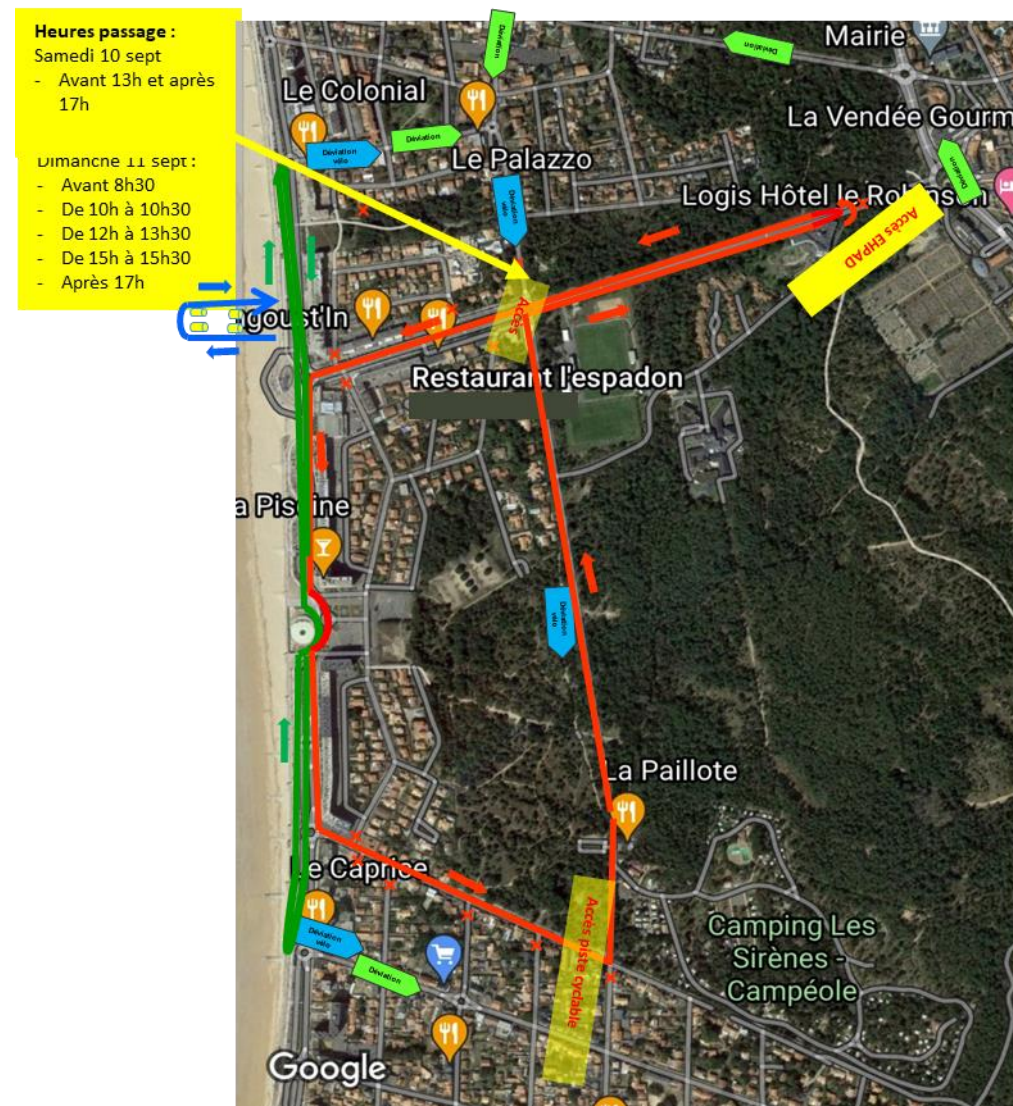 Heures passage :
Samedi 10 sept
- Avant 13h et après
17h
Dimanche 11 sept :
- Avant 8h30
- De 10h à 10h30
- De 12h à 13h30
- De 15h à 15h30
- Après 17h
Déviation
Déviation
Mairie
Le Colonial
La Vendée Gourm
Déviation
vélo
Déviation
Le Palazzo
Déviation
Déviation
vélo
Logis Hôtel le Robinson
Accès EHPAD
Accès
goust'In
Restaurant l'espadon
a Piscine
Déviation
vélo
La Paillote
Le Caprice
Accès piste cyclable
Déviation
vélo
Déviation
Camping Les
Sirènes -
Campéole
Google